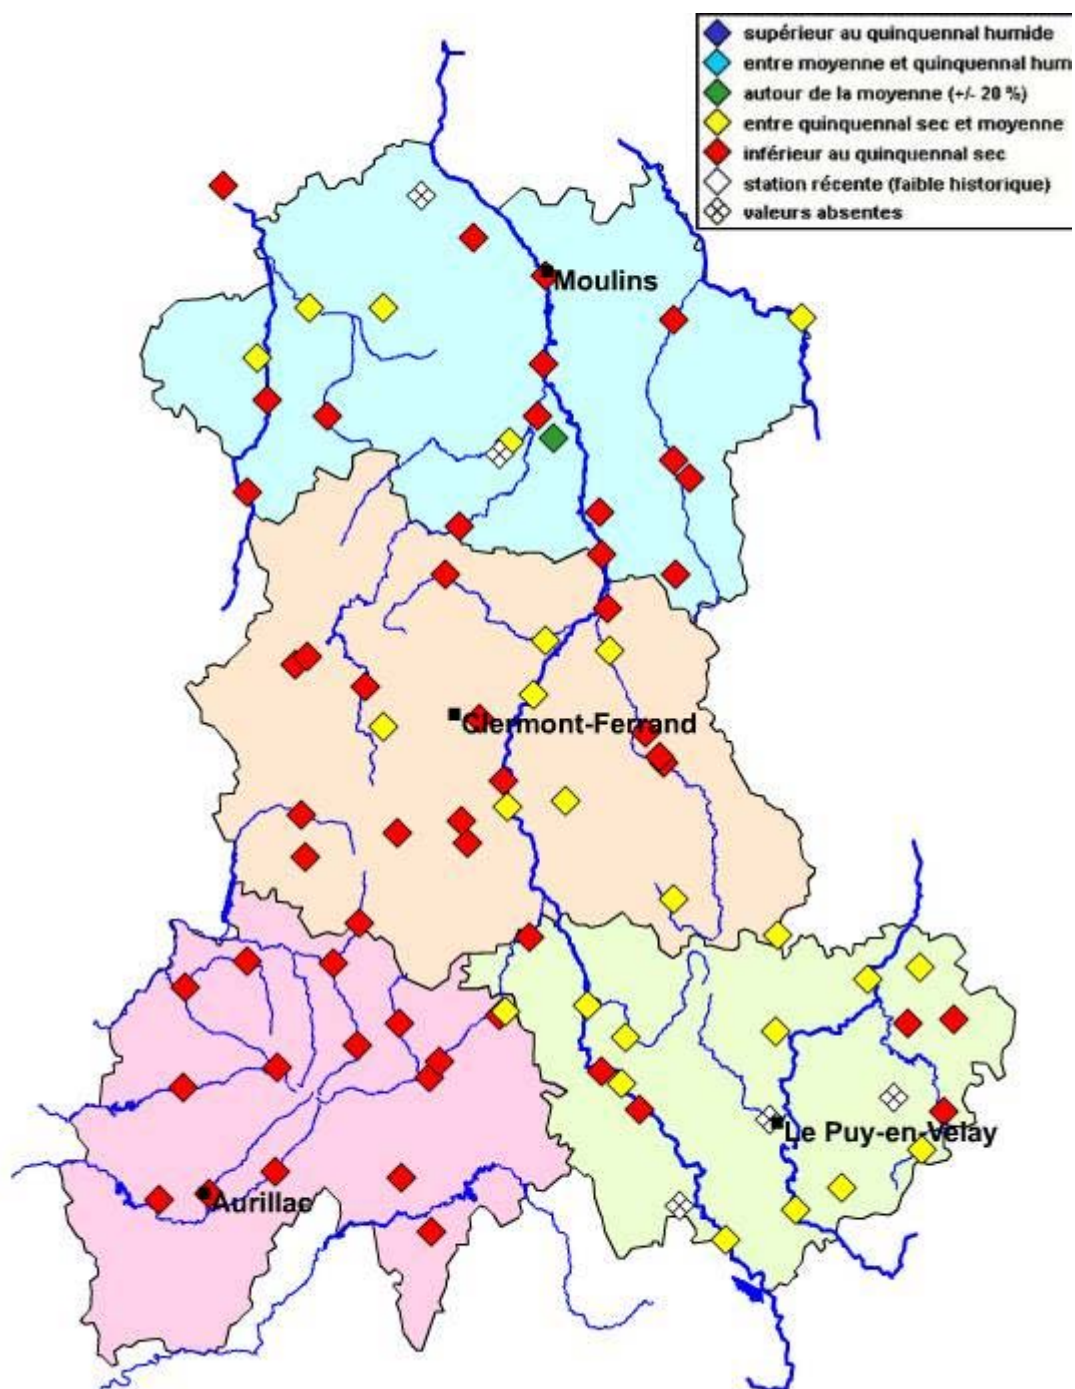 supérieur au quinquennal humide
entre moyenne et quinquennal hum
autour de la moyenne (+/- 20 %)
entre quinquennal sec et moyenne
inférieur au quinquennal sec
station récente (faible historique)
valeurs absentes
Moulins
Clermont-Ferrand
Le Puy-en-Velay
Aurillac